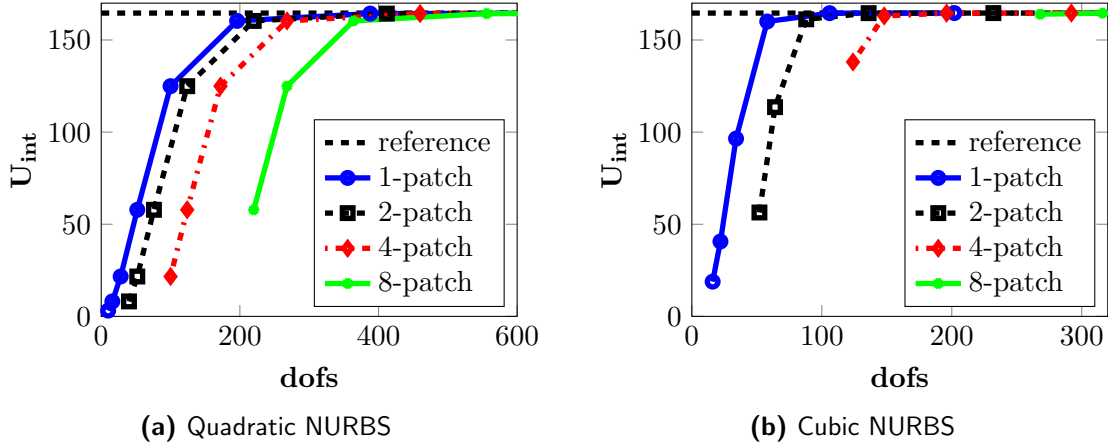 150
100
50
0
U_int
0
200
400
600
dofs
reference
1-patch
2-patch
4-patch
8-patch
(a) Quadratic NURBS
150
100
50
0
U_int
0
100
200
300
dofs
reference
1-patch
2-patch
4-patch
8-patch
(b) Cubic NURBS